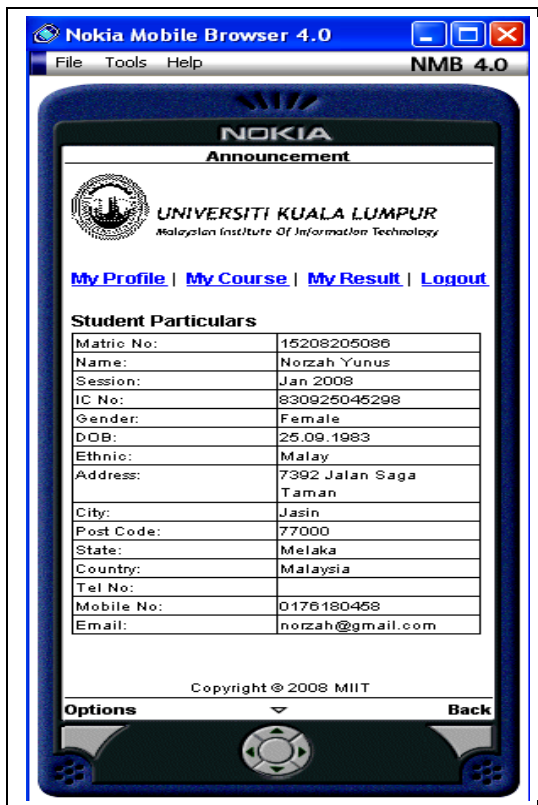 Nokia Mobile Browser 4.0
File Tools Help NMB 4.0
NOKIA
Announcement
UNIVERSITI KUALA LUMPUR
Malaysian Institute Of Information Technology
My Profile | My Course | My Result | Logout
Student Particulars
Matric No: 15208205086
Name: Norzah Yunus
Session: Jan 2008
IC No: 830925045298
Gender: Female
DOB: 25.09.1983
Ethnic: Malay
Address: 7392 Jalan Saga
Taman
City: Jasin
Post Code: 77000
State: Melaka
Country: Malaysia
Tel No:
Mobile No: 0176180458
Email: norzah@gmail.com
Copyright © 2008 MIIT
Options Back